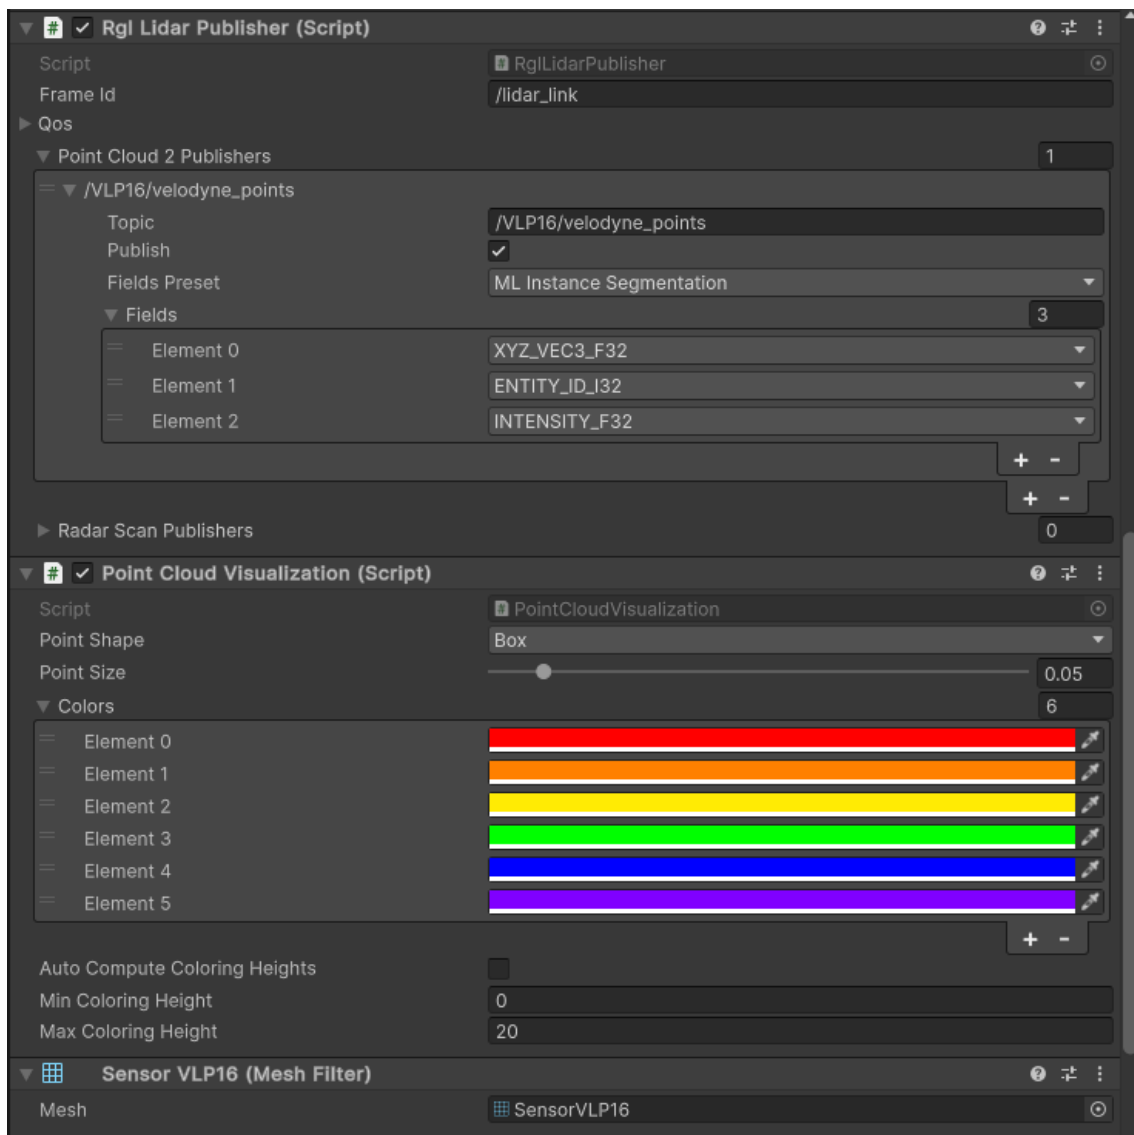 Rgl Lidar Publisher (Script)
Script RglLidarPublisher
Frame Id /lidar_link
Qos
Point Cloud 2 Publishers 1
/VLP16/velodyne_points
Topic /VLP16/velodyne_points
Publish
Fields Preset ML Instance Segmentation
Fields 3
Element 0 XYZ_VEC3_F32
Element 1 ENTITY_ID_I32
Element 2 INTENSITY_F32
+ -
+ -
Radar Scan Publishers 0
Point Cloud Visualization (Script)
Script PointCloudVisualization
Point Shape Box
Point Size 0.05
Colors 6
Element 0
Element 1
Element 2
Element 3
Element 4
Element 5
+ -
Auto Compute Coloring Heights
Min Coloring Height 0
Max Coloring Height 20
Sensor VLP16 (Mesh Filter)
Mesh SensorVLP16